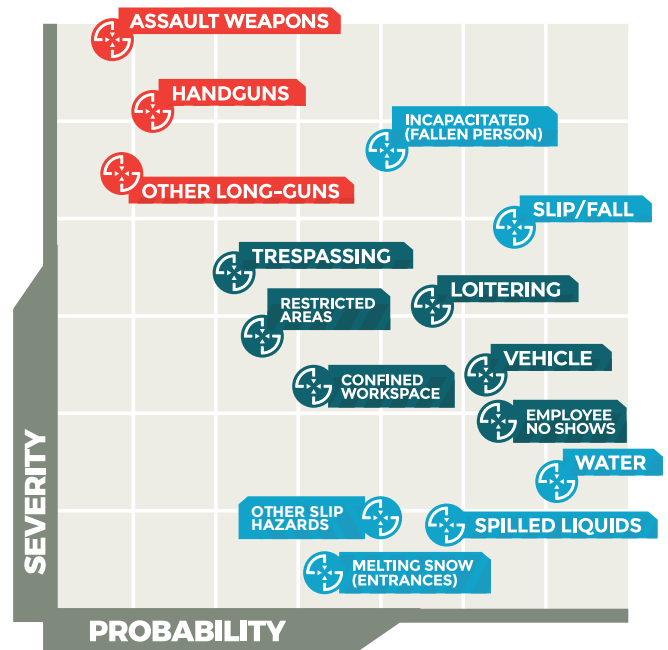 ASSAULT WEAPONS
HANDGUNS
INCAPACITATED
(FALLEN PERSON)
OTHER LONG-GUNS
SLIP/FALL
TRESPASSING
LOITERING
RESTRICTED
AREAS
VEHICLE
CONFINED
WORKSPACE
EMPLOYEE
NO SHOWS
WATER
OTHER SLIP
HAZARDS
SPILLED LIQUIDS
MELTING SNOW
(ENTRANCES)
SEVERITY
PROBABILITY